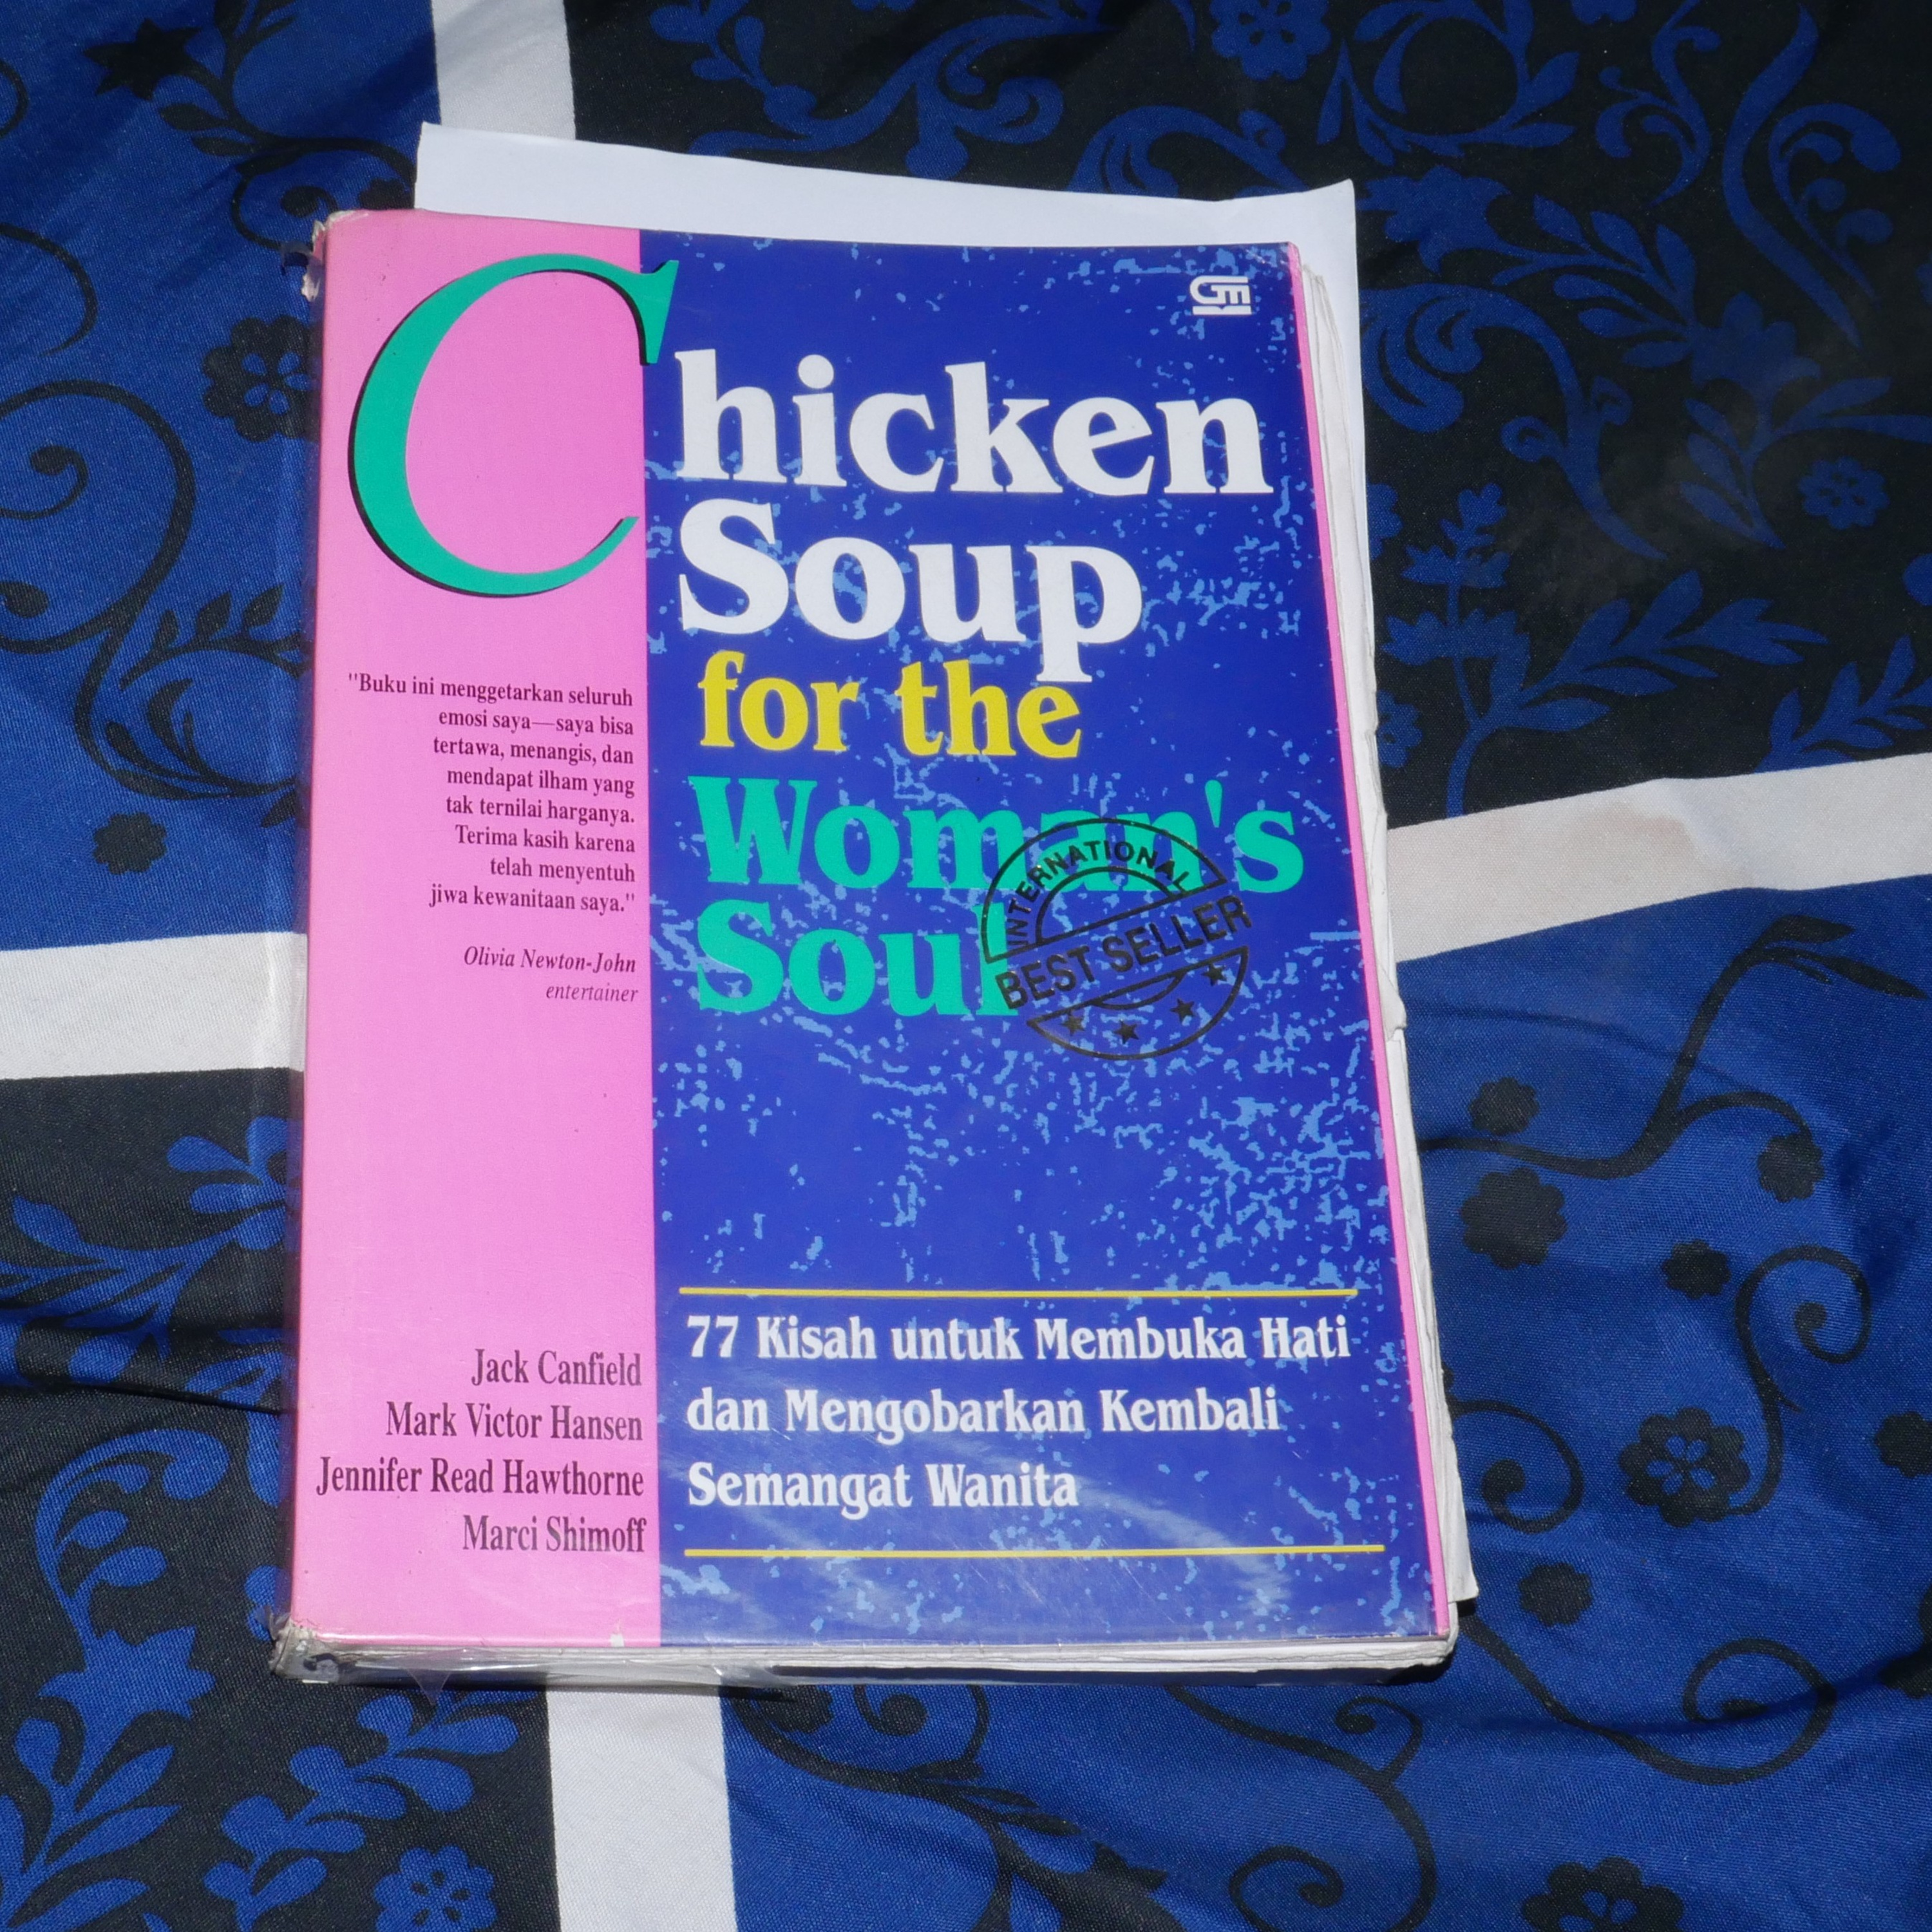 GM
Chicken
Soup
for the
Woman's
Soul
INTERNATIONAL
BEST SELLER
"Buku ini menggetarkan seluruh
emosi saya—saya bisa
tertawa, menangis, dan
mendapat ilham yang
tak ternilai harganya.
Terima kasih karena
telah menyentuh
jiwa kewanitaan saya."
Olivia Newton-John
entertainer
77 Kisah untuk Membuka Hati
dan Mengobarkan Kembali
Semangat Wanita
Jack Canfield
Mark Victor Hansen
Jennifer Read Hawthorne
Marci Shimoff